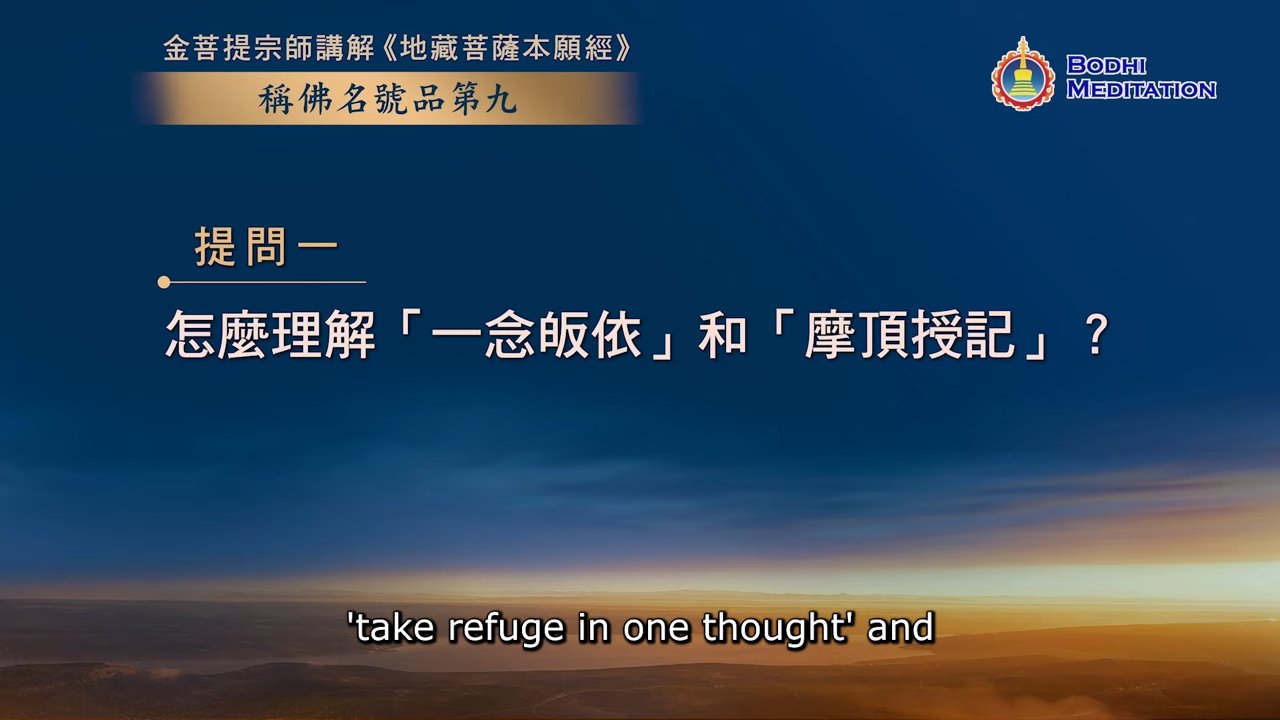 金菩提宗師講解《地藏菩薩本願經》
稱佛名號品第九
BODHI
MEDITATION
提問一
怎麼理解「一念皈依」和「摩頂授記」？
'take refuge in one thought' and